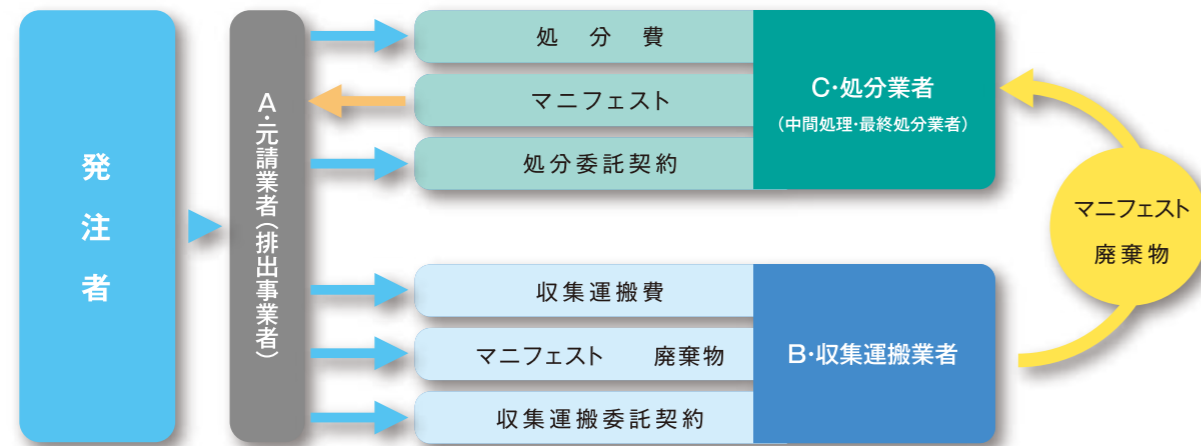 発注者
A・元請業者(排出事業者)
処 分 費
マニフェスト
処分委託契約
C・処分業者
(中間処理・最終処分業者)
収集運搬費
マニフェスト 廃棄物
収集運搬委託契約
B・収集運搬業者
マニフェスト
廃棄物